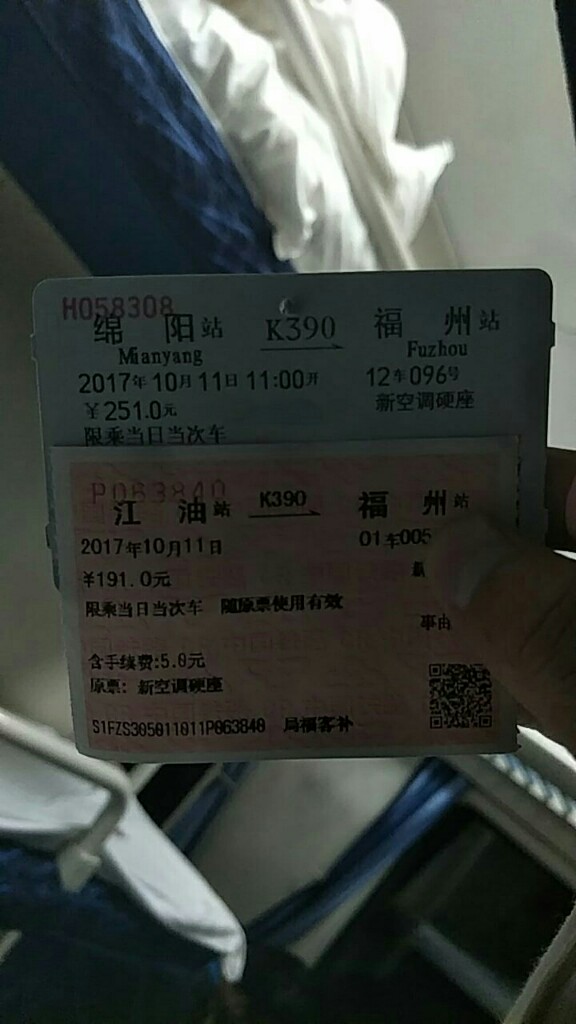 H058308
绵 阳站 K390 福 州站
Mianyang Fuzhou
2017年10月11日 11:00开 12车096号
¥251.0元 新空调硬座
限乘当日当次车
P063840
江 油站 K390 福 州站
2017年10月11日 01车005
¥191.0元
限乘当日当次车 随原票使用有效
事由
含手续费:5.0元
原票: 新空调硬座
S1FZS305011011P063840 局福客补